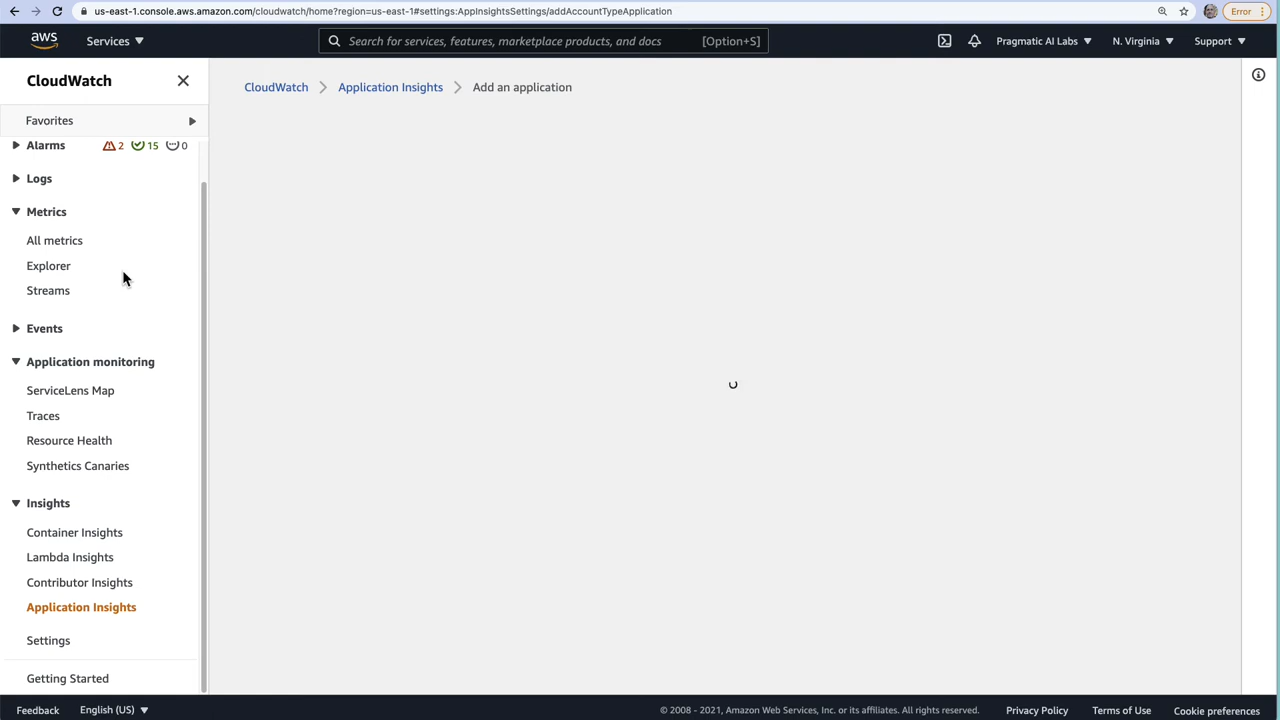 us-east-1.console.aws.amazon.com/cloudwatch/home?region=us-east-1#settings:AppInsightsSettings/addAccountTypeApplication
Error
aws
Services
Search for services, features, marketplace products, and docs
[Option+S]
Pragmatic AI Labs
N. Virginia
Support
CloudWatch
CloudWatch
Application Insights
Add an application
Favorites
Alarms
2
15
0
Logs
Metrics
All metrics
Explorer
Streams
Events
Application monitoring
ServiceLens Map
Traces
Resource Health
Synthetics Canaries
Insights
Container Insights
Lambda Insights
Contributor Insights
Application Insights
Settings
Getting Started
Feedback
English (US)
© 2008 - 2021, Amazon Web Services, Inc. or its affiliates. All rights reserved.
Privacy Policy
Terms of Use
Cookie preferences